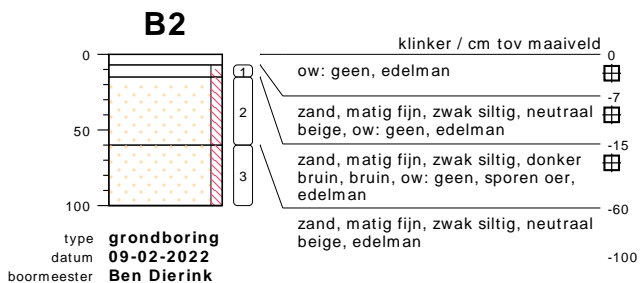 B2
klinker / cm tov maaiveld
0
0
ow: geen, edelman
1
-7
zand, matig fijn, zwak siltig, neutraal
beige, ow: geen, edelman
2
50
-15
zand, matig fijn, zwak siltig, donker
bruin, bruin, ow: geen, sporen oer,
edelman
3
100
-60
zand, matig fijn, zwak siltig, neutraal
beige, edelman
-100
type grondboring
datum 09-02-2022
boormeester Ben Dierink